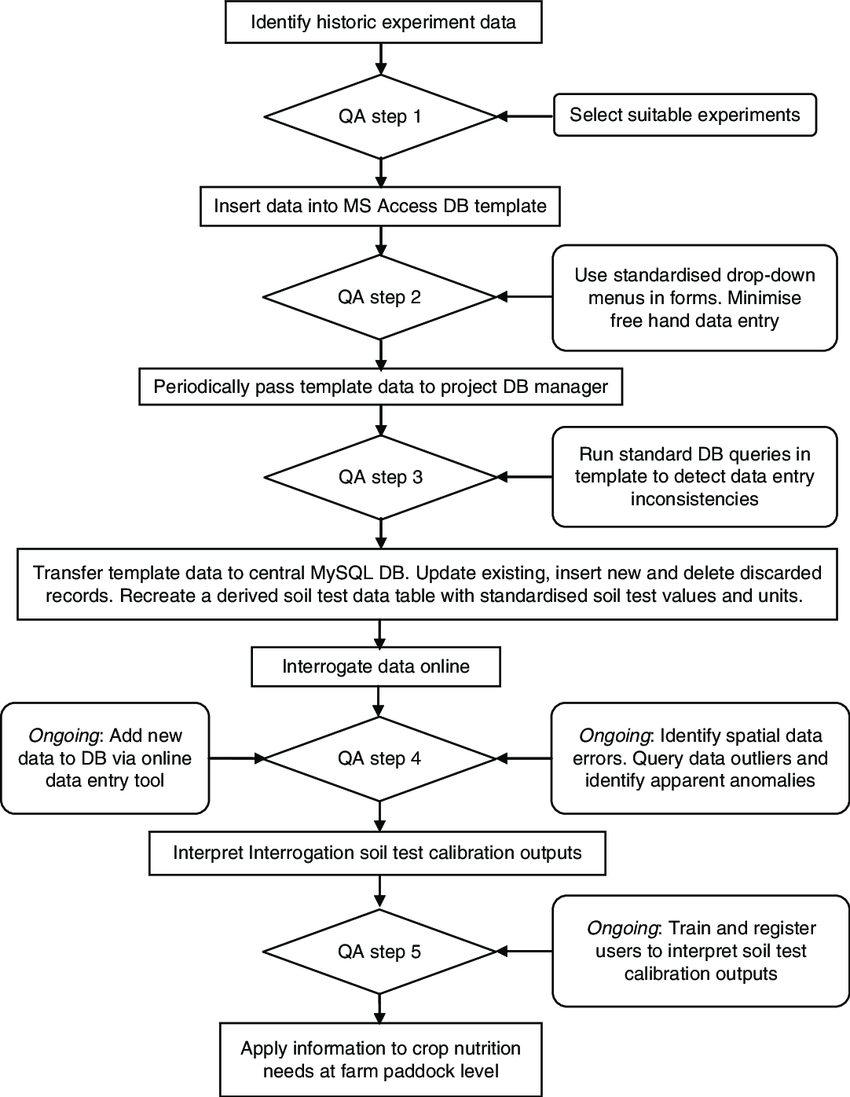 Identify historic experiment data
QA step 1
Select suitable experiments
Insert data into MS Access DB template
QA step 2
Use standardised drop-down
menus in forms. Minimise
free hand data entry
Periodically pass template data to project DB manager
QA step 3
Run standard DB queries in
template to detect data entry
inconsistencies
Transfer template data to central MySQL DB. Update existing, insert new and delete discarded
records. Recreate a derived soil test data table with standardised soil test values and units.
Interrogate data online
Ongoing: Add new
data to DB via online
data entry tool
QA step 4
Ongoing: Identify spatial data
errors. Query data outliers and
identify apparent anomalies
Interpret Interrogation soil test calibration outputs
QA step 5
Ongoing: Train and register
users to interpret soil test
calibration outputs
Apply information to crop nutrition
needs at farm paddock level